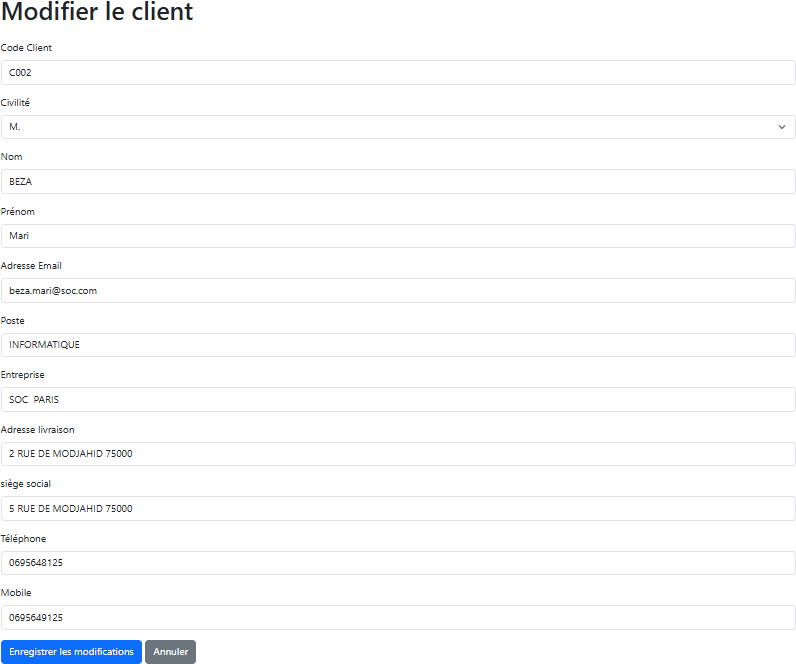 Modifier le client
Code Client
C002
Civilité
M.
Nom
BEZA
Prénom
Mari
Adresse Email
beza.mari@soc.com
Poste
INFORMATIQUE
Entreprise
SOC  PARIS
Adresse livraison
2 RUE DE MODJAHID 75000
siège social
5 RUE DE MODJAHID 75000
Téléphone
0695648125
Mobile
0695649125
Enregistrer les modifications Annuler